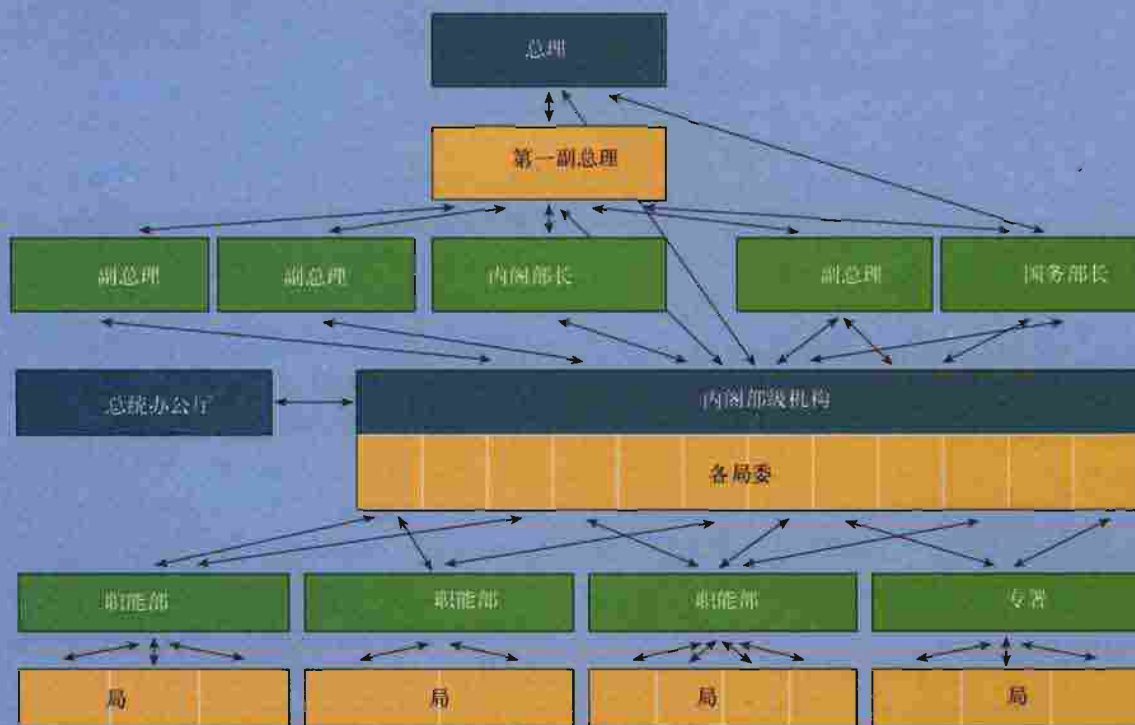 总理
第一副总理
副总理
副总理
内阁部长
副总理
国务部长
总统办公厅
内阁部级机构
各局委
职能部
职能部
职能部
专署
局
局
局
局